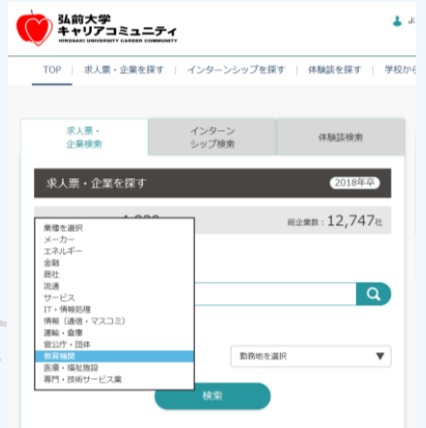 弘前大学
キャリアコミュニティ
HIROSAKI UNIVERSITY CAREER COMMUNITY
TOP | 求人票・企業を探す | インターンシップを探す | 体験談を探す | 学校から
求人票・
企業検索
インターン
シップ検索
体験談検索
求人票・企業を探す
2018年卒
総企業数：12,747社
業種を選択
メーカー
エネルギー
金融
商社
流通
サービス
IT・情報処理
情報（通信・マスコミ）
運輸・倉庫
官公庁・団体
教育機関
医療・福祉施設
専門・技術サービス業
勤務地を選択 ▼
検索